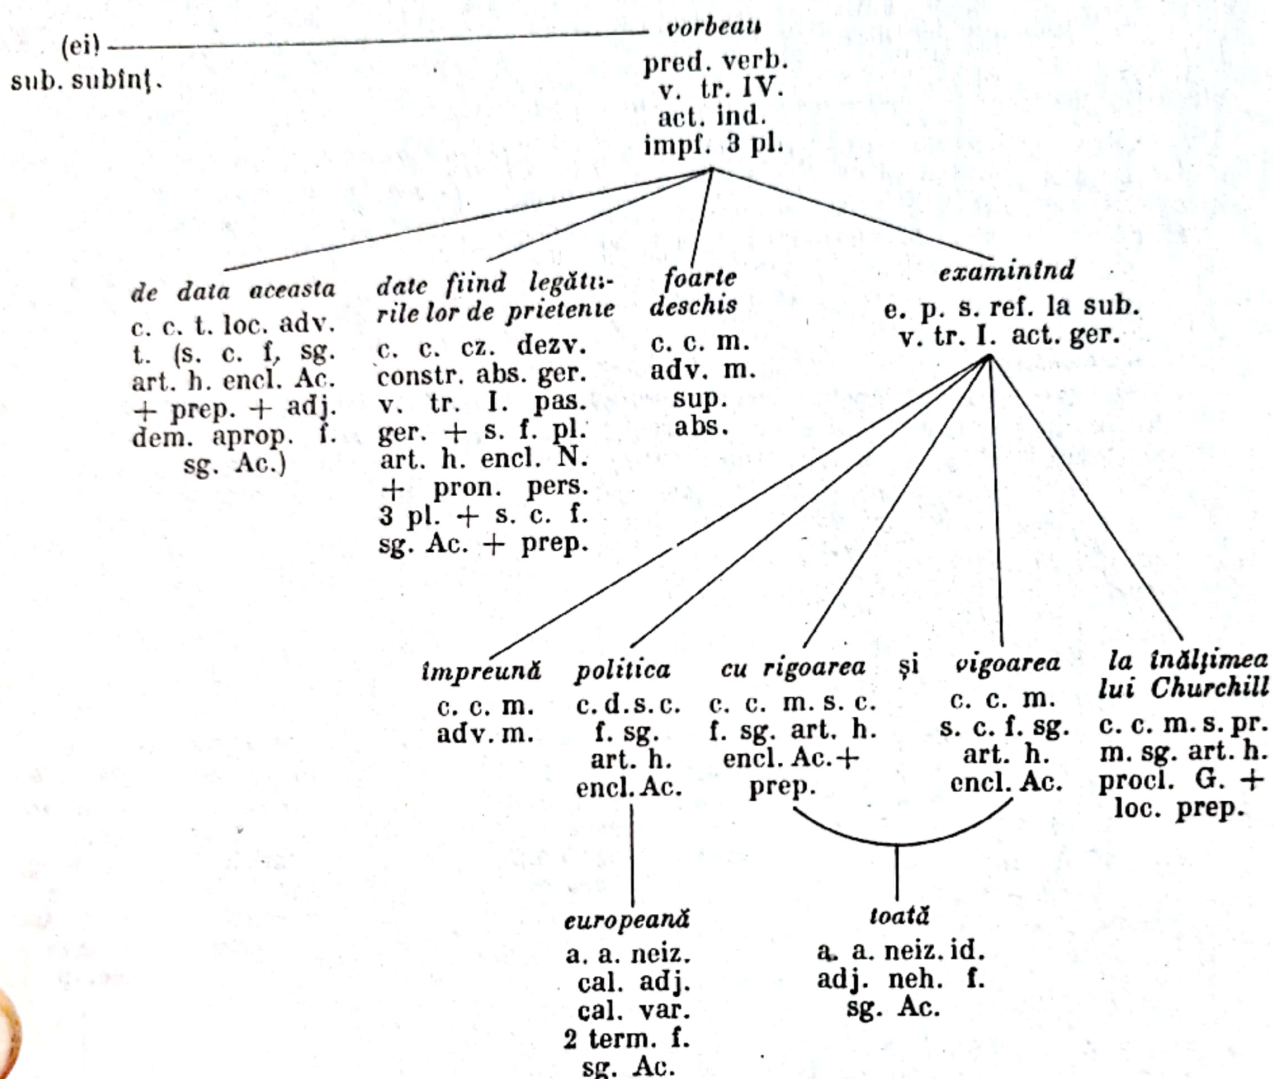 (ei)
sub. subînț.
vorbeau
pred. verb.
v. tr. IV.
act. ind.
impf. 3 pl.
de data aceasta
c. c. t. loc. adv.
t. (s. c. f, sg.
art. h. encl. Ac.
+ prep. + adj.
dem. aprop. f.
sg. Ac.)
date fiind legătu-
rile lor de prietenie
c. c. cz. dezv.
constr. abs. ger.
v. tr. I. pas.
ger. + s. f. pl.
art. h. encl. N.
+ pron. pers.
3 pl. + s. c. f.
sg. Ac. + prep.
foarte
deschis
c. c. m.
adv. m.
sup.
abs.
examinînd
e. p. s. ref. la sub.
v. tr. I. act. ger.
împreună
c. c. m.
adv. m.
politica
c. d. s. c.
f. sg.
art. h.
encl. Ac.
cu rigoarea
c. c. m. s. c.
f. sg. art. h.
encl. Ac. +
prep.
și
vigoarea
c. c. m.
s. c. f. sg.
art. h.
encl. Ac.
la înălțimea
lui Churchill
c. c. m. s. pr.
m. sg. art. h.
procl. G. +
loc. prep.
europeană
a. a. neiz.
cal. adj.
cal. var.
2 term. f.
sg. Ac.
toată
a. a. neiz. id.
adj. neh. f.
sg. Ac.